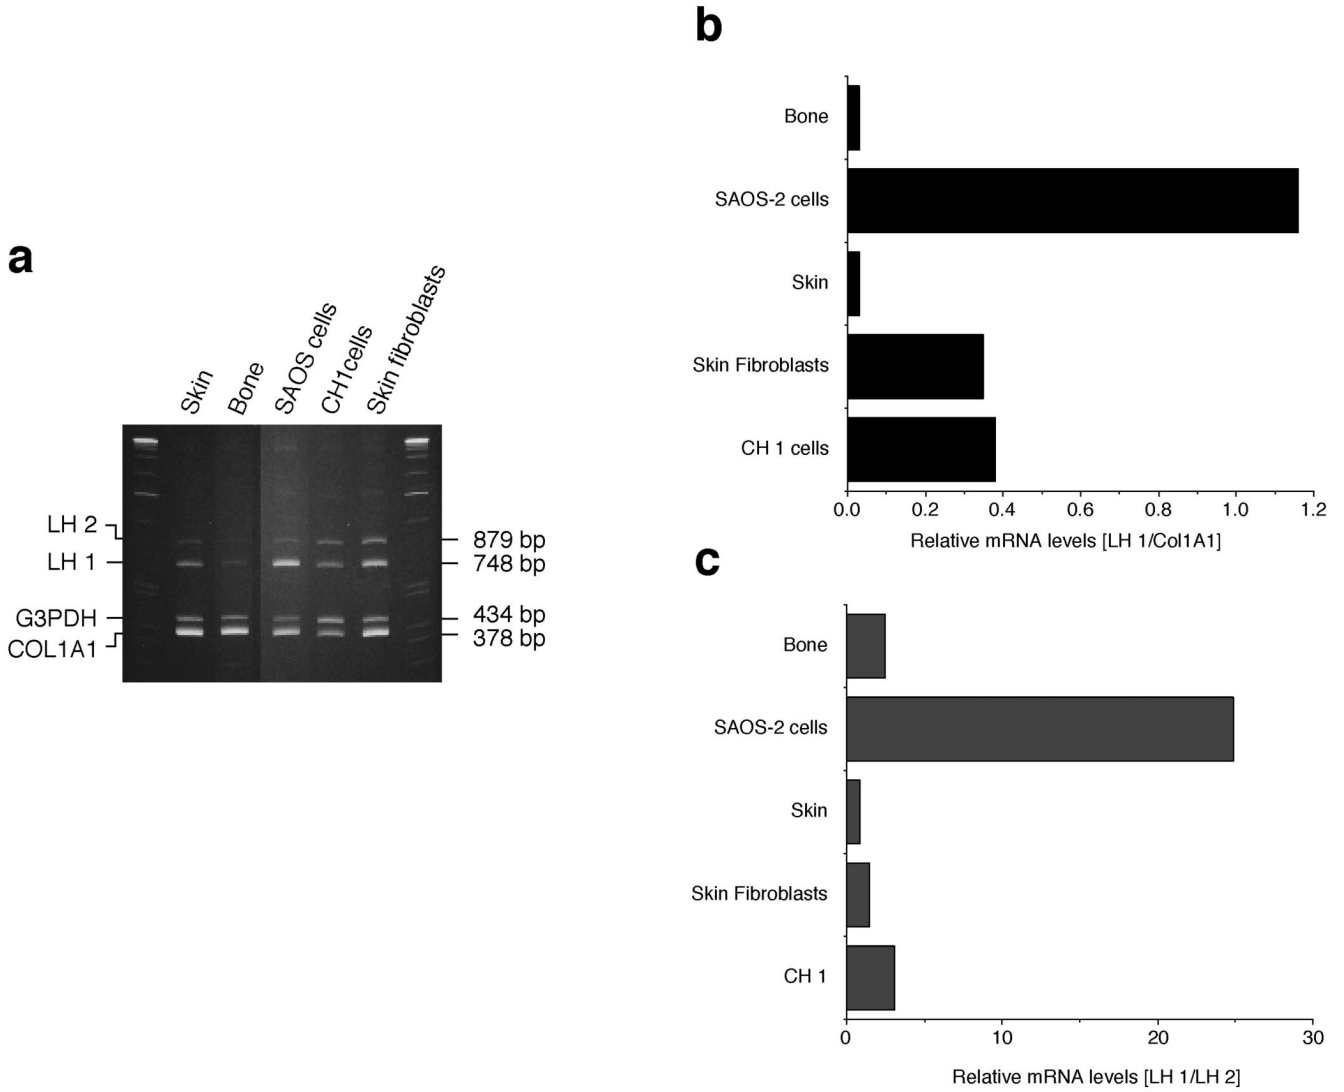 a
Skin
Bone
SAOS cells
CH1cells
Skin fibroblasts
LH 2
LH 1
G3PDH
COL1A1
879 bp
748 bp
434 bp
378 bp
b
Bone
SAOS-2 cells
Skin
Skin Fibroblasts
CH 1 cells
0.0 0.2 0.4 0.6 0.8 1.0 1.2
Relative mRNA levels [LH 1/Col1A1]
c
Bone
SAOS-2 cells
Skin
Skin Fibroblasts
CH 1
0 10 20 30
Relative mRNA levels [LH 1/LH 2]